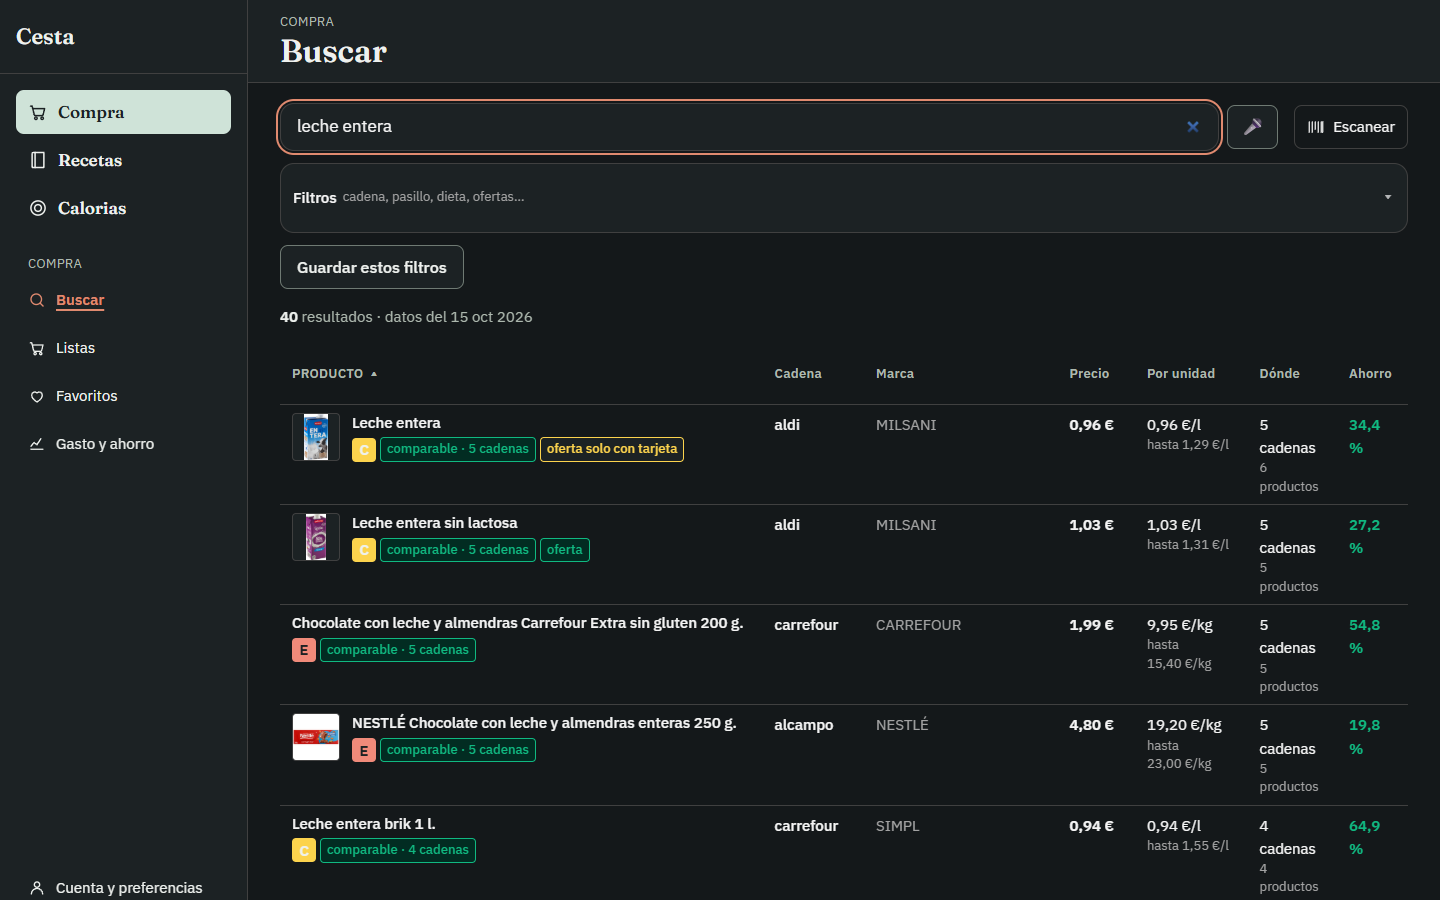 Cesta
Compra
Recetas
Calorias
COMPRA
Buscar
Listas
Favoritos
Gasto y ahorro
Cuenta y preferencias
COMPRA
Buscar
leche entera
Escanear
Filtros cadena, pasillo, dieta, ofertas...
Guardar estos filtros
40 resultados · datos del 15 oct 2026
PRODUCTO Cadena Marca Precio Por unidad Dónde Ahorro
Leche entera aldi MILSANI 0,96 € 0,96 €/l 5 34,4
C comparable · 5 cadenas oferta solo con tarjeta hasta 1,29 €/l cadenas %
6
productos
Leche entera sin lactosa aldi MILSANI 1,03 € 1,03 €/l 5 27,2
C comparable · 5 cadenas oferta hasta 1,31 €/l cadenas %
5
productos
Chocolate con leche y almendras Carrefour Extra sin gluten 200 g. carrefour CARREFOUR 1,99 € 9,95 €/kg 5 54,8
E comparable · 5 cadenas hasta cadenas %
15,40 €/kg 5
productos
NESTLÉ Chocolate con leche y almendras enteras 250 g. alcampo NESTLÉ 4,80 € 19,20 €/kg 5 19,8
E comparable · 5 cadenas hasta cadenas %
23,00 €/kg 5
productos
Leche entera brik 1 l. carrefour SIMPL 0,94 € 0,94 €/l 4 64,9
C comparable · 4 cadenas hasta 1,55 €/l cadenas %
4
productos